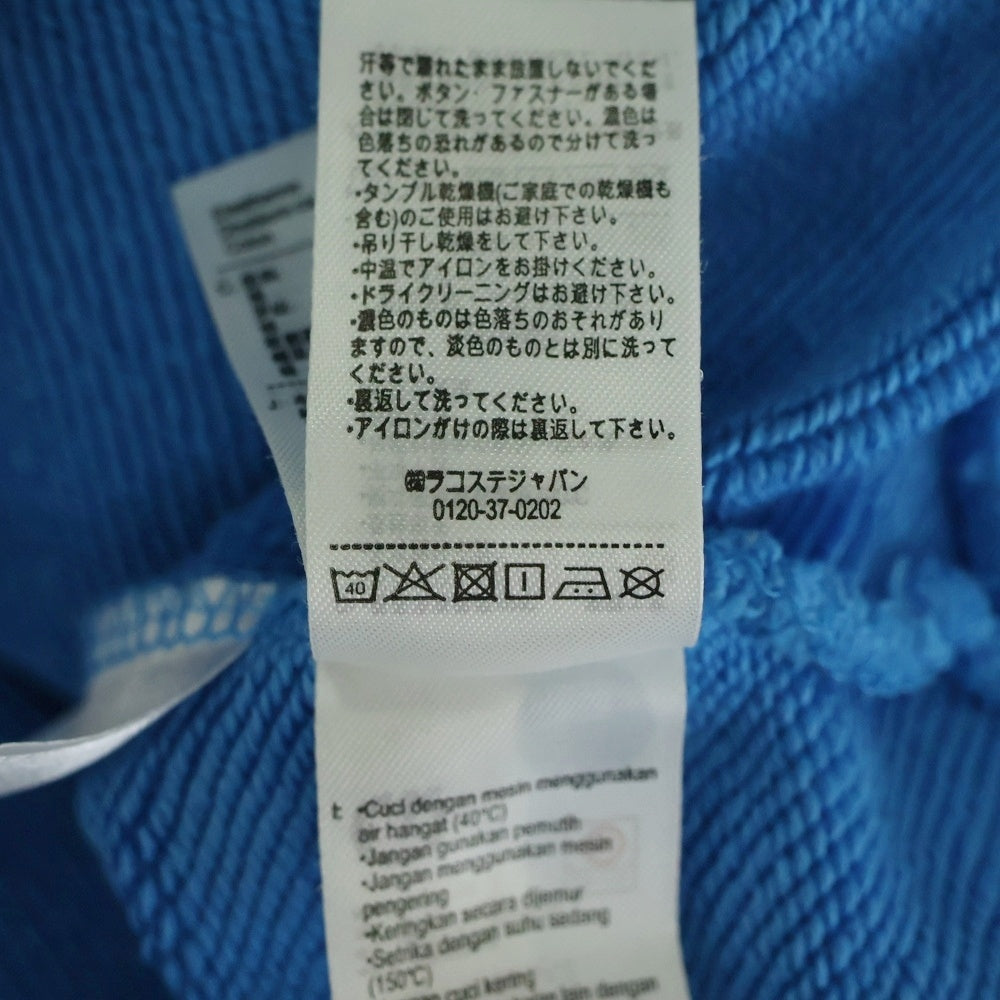 汗等で濡れたまま放置しないでくだ
さい。ボタン・ファスナーがある場
合は閉じて洗ってください。濃色は
色落ちの恐れがあるので分けて洗っ
てください。
・タンブル乾燥機(ご家庭での乾燥機も
含む)のご使用はお避け下さい。
・吊り干し乾燥をして下さい。
・中温でアイロンをお掛けください。
・ドライクリーニングはお避け下さい。
・濃色のものは色落ちのおそれがあり
ますので、淡色のものとは別に洗って
ください。
・裏返して洗ってください。
・アイロンがけの際は裏返して下さい。
㈱ラコステジャパン
0120-37-0202
40
t: •Cuci dengan mesin menggunakan
air hangat (40°C)
•Jangan gunakan pemutih
•Jangan menggunakan mesin
pengering
•Keringkan secara dijemur
•Setrika dengan suhu sedang
(150°C)
cuci kering
lain dengan